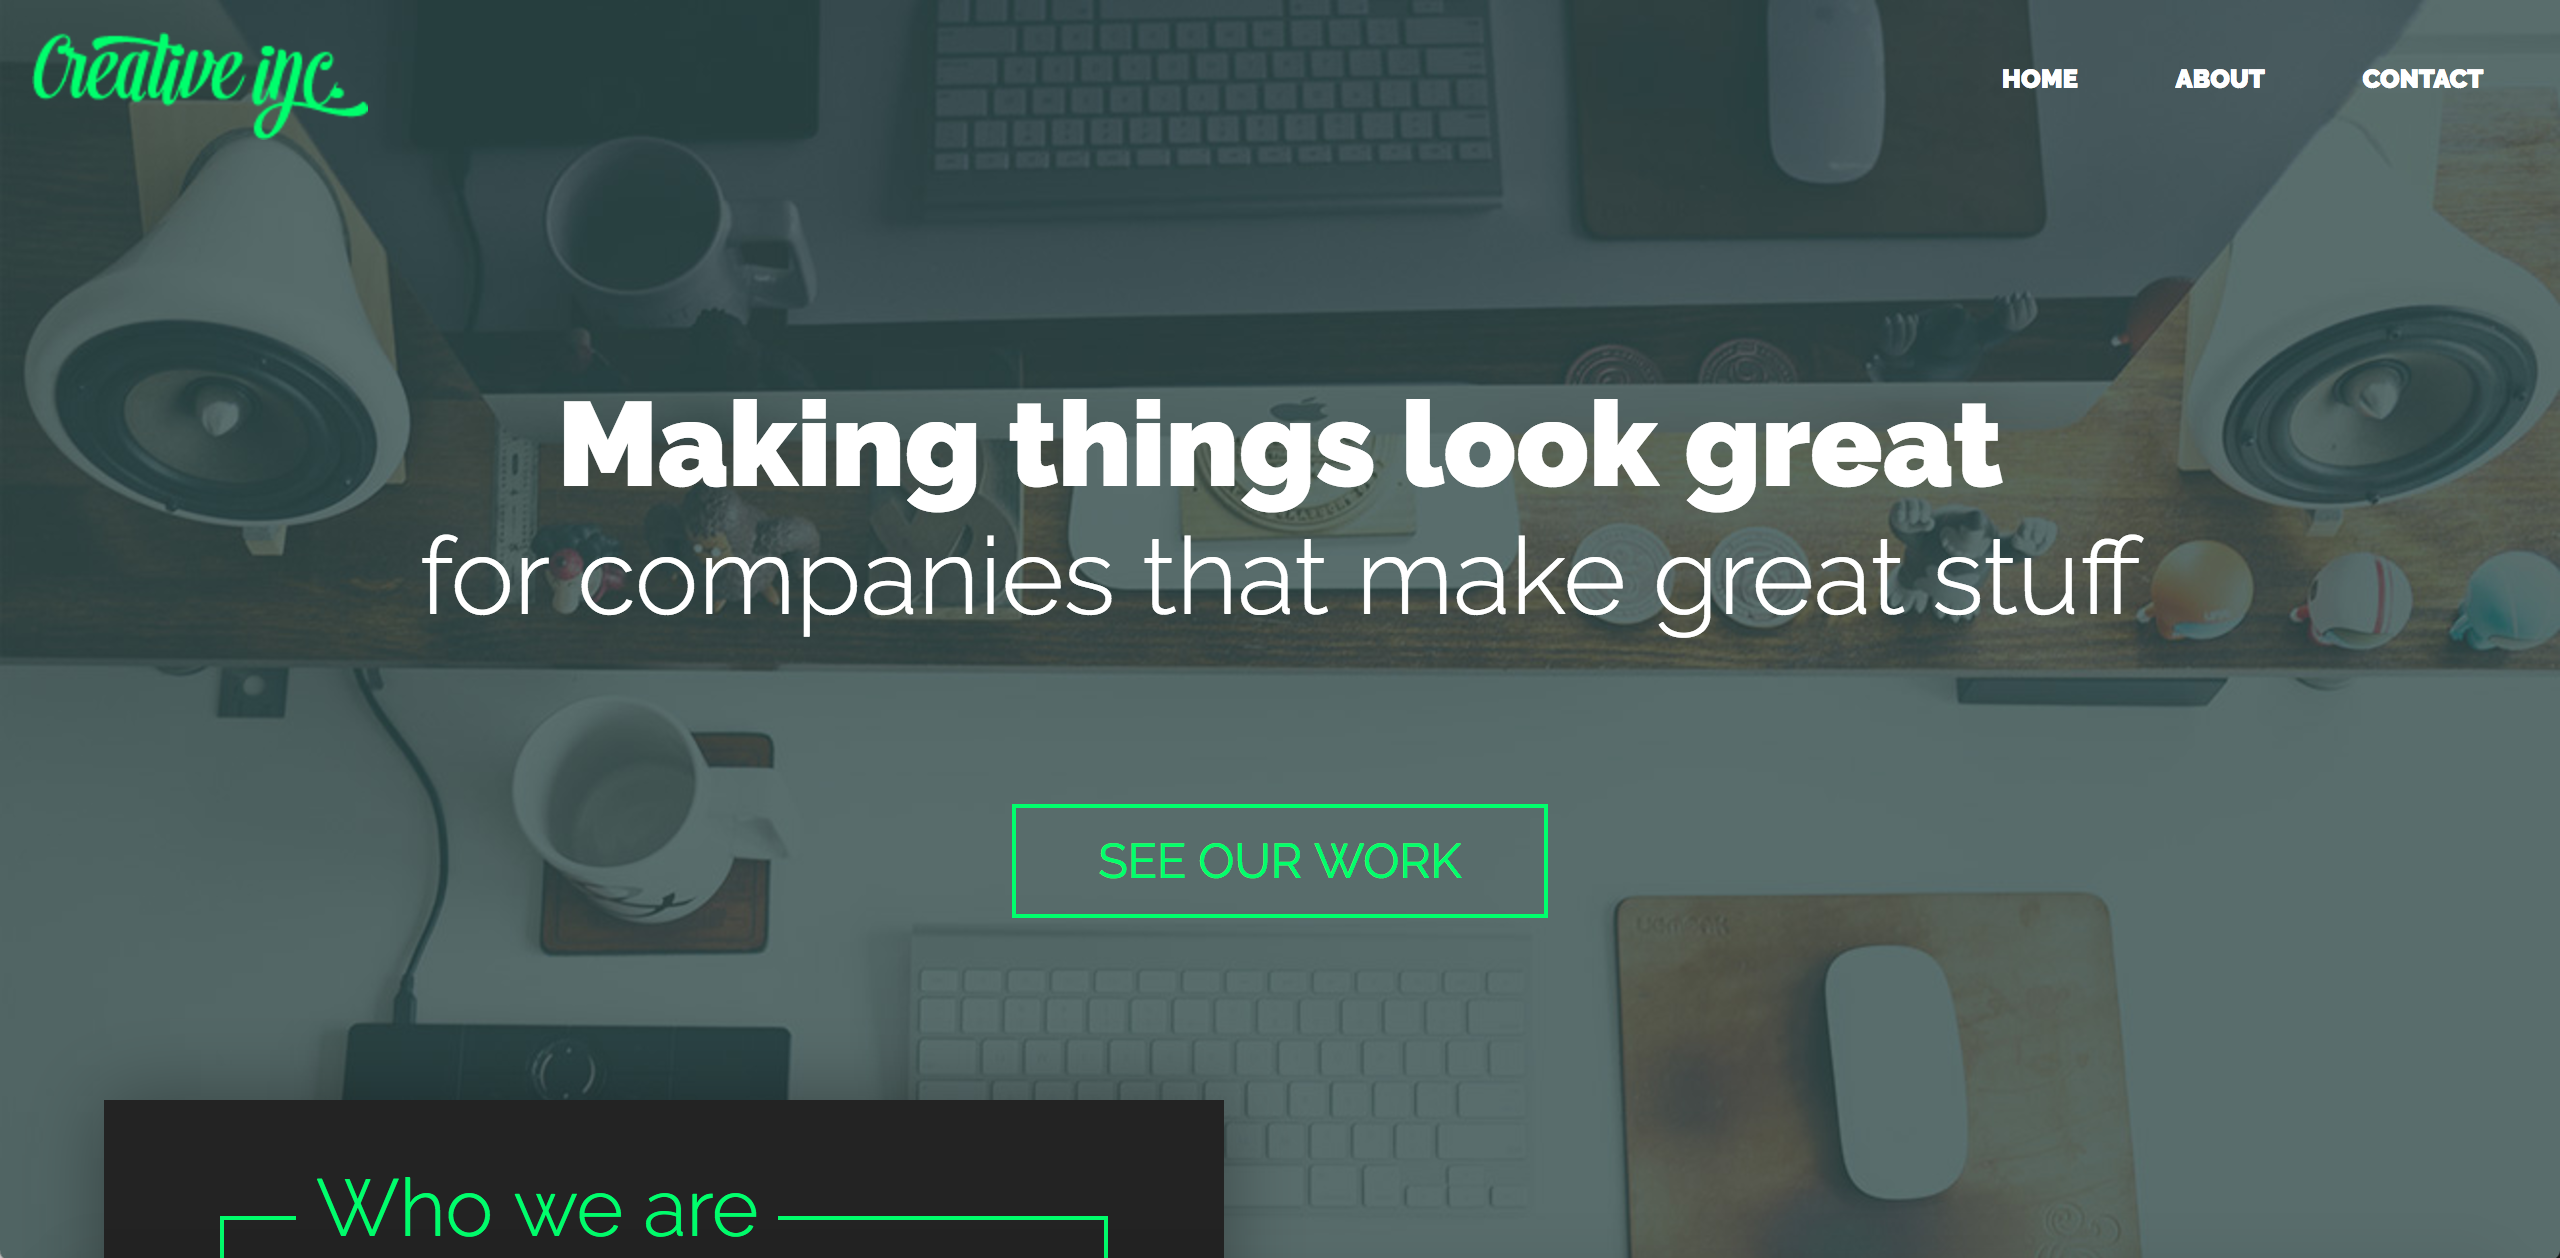 Creative inc.
HOME ABOUT CONTACT
Making things look great
for companies that make great stuff
SEE OUR WORK
Who we are